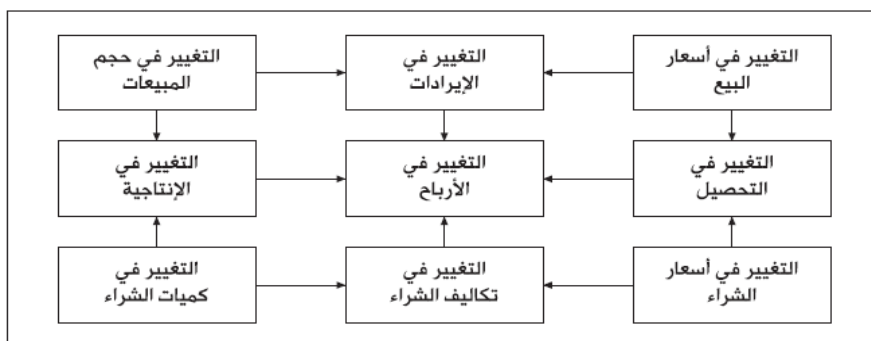 التغيير في أسعار
البيع
التغيير في
الإيرادات
التغيير في حجم
المبيعات
التغيير في
التحصيل
التغيير في
الأرباح
التغيير في
الإنتاجية
التغيير في أسعار
الشراء
التغيير في
تكاليف الشراء
التغيير في
كميات الشراء